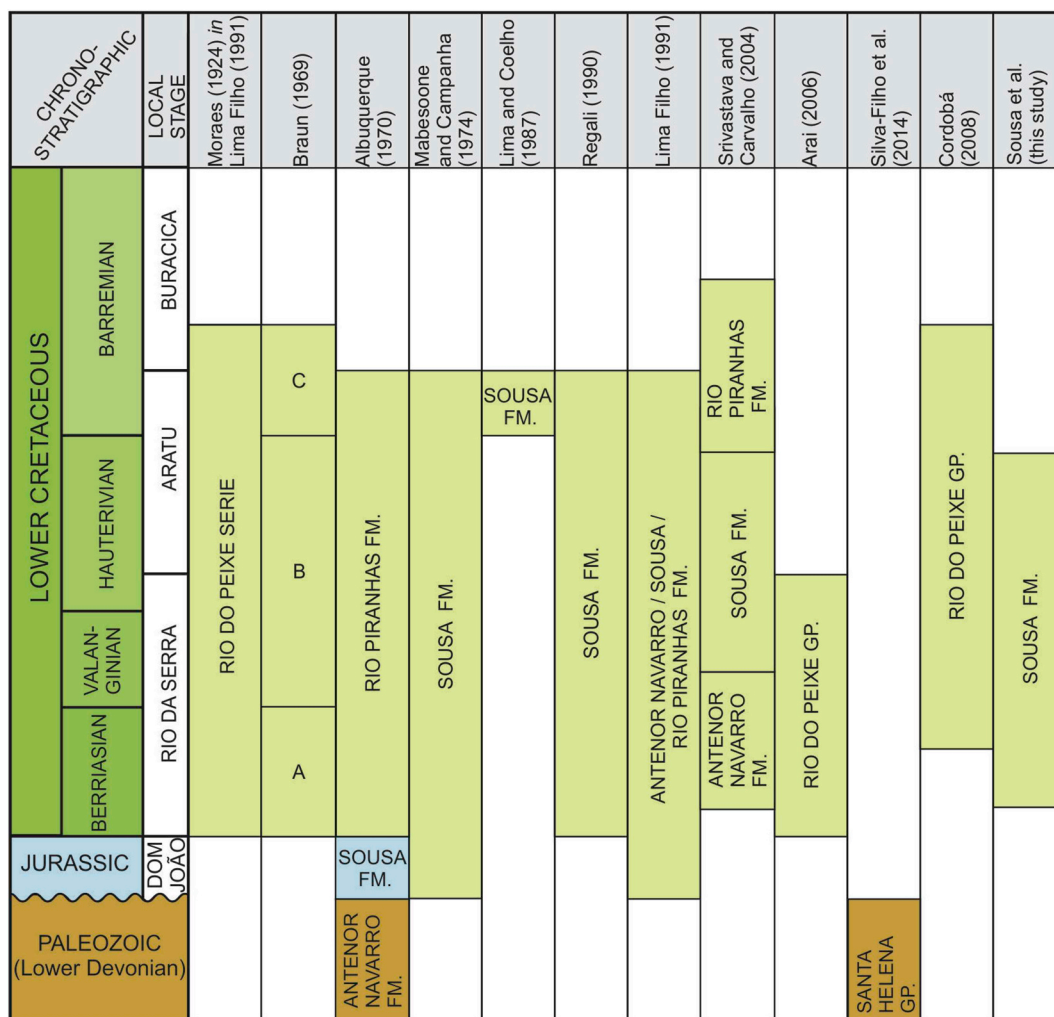 CHRONO-
STRATIGRAPHIC
LOCAL
STAGE
Moraes (1924) in
Lima Filho (1991)
Braun (1969)
Albuquerque
(1970)
Mabesoone
and Campanha
(1974)
Lima and Coelho
(1987)
Regali (1990)
Lima Filho (1991)
Srivastava and
Carvalho (2004)
Arai (2006)
Silva-Filho et al.
(2014)
Cordobá
(2008)
Sousa et al.
(this study)
LOWER CRETACEOUS
BARREMIAN
HAUTERIVIAN
VALAN-
GINIAN
BERRIASIAN
JURASSIC
PALEOZOIC
(Lower Devonian)
BURACICA
ARATU
RIO DA SERRA
DOM
JOÃO
RIO DO PEIXE SERIE
C
B
A
RIO PIRANHAS FM.
SOUSA
FM.
ANTENOR
NAVARRO
FM.
SOUSA FM.
SOUSA
FM.
SOUSA FM.
ANTENOR NAVARRO / SOUSA /
RIO PIRANHAS FM.
RIO
PIRANHAS
FM.
SOUSA FM.
ANTENOR
NAVARRO
FM.
RIO DO PEIXE GP.
SANTA
HELENA
GP.
RIO DO PEIXE GP.
SOUSA FM.